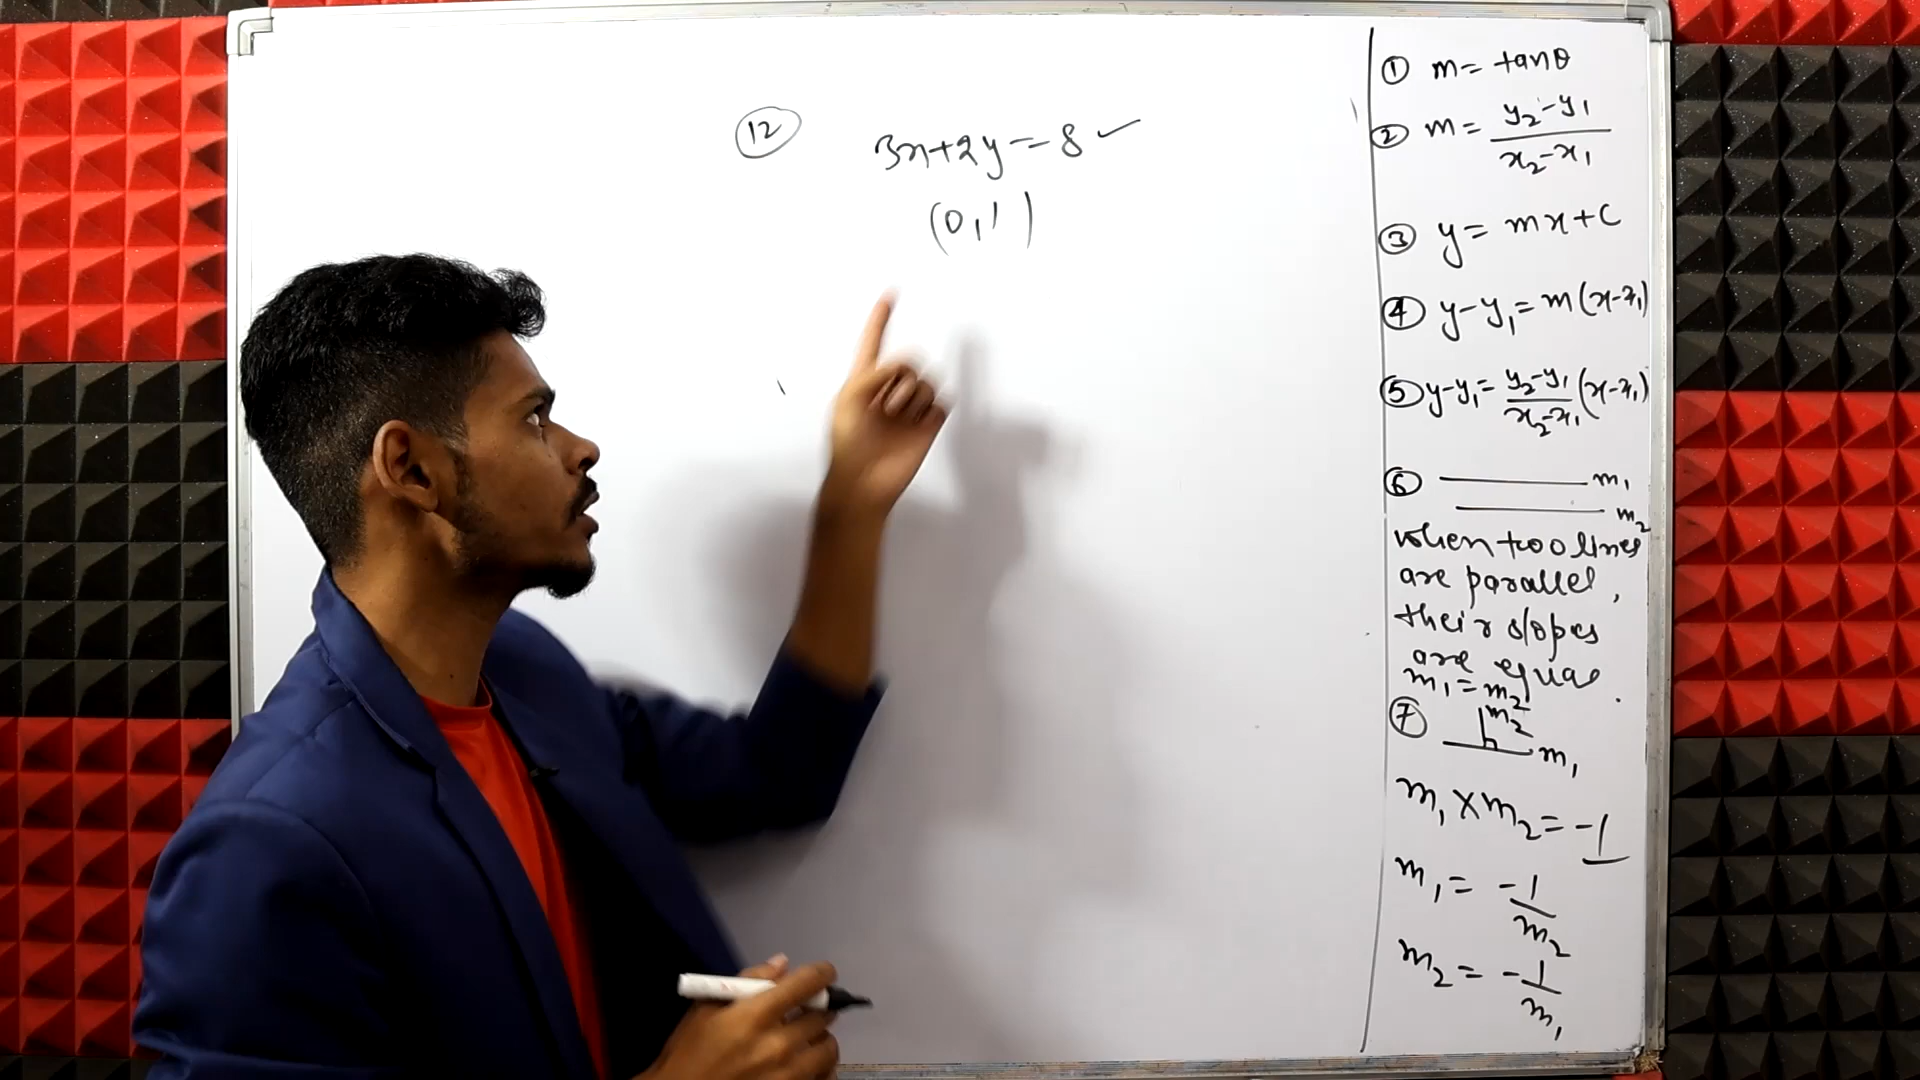 ⑫ 3x+2y=8 ✓
(0,1)
① m= tanθ
② m= y₂-y₁ / x₂-x₁
③ y= mx+c
④ y-y₁=m(x-x₁)
⑤ y-y₁= y₂-y₁ / x₂-x₁ (x-x₁)
⑥ m₁
m₂
when two lines
are parallel,
their slopes
are equal.
m₁=m₂
⑦ m₂
m₁
m₁×m₂=-1
m₁= -1/m₂
m₂= -1/m₁